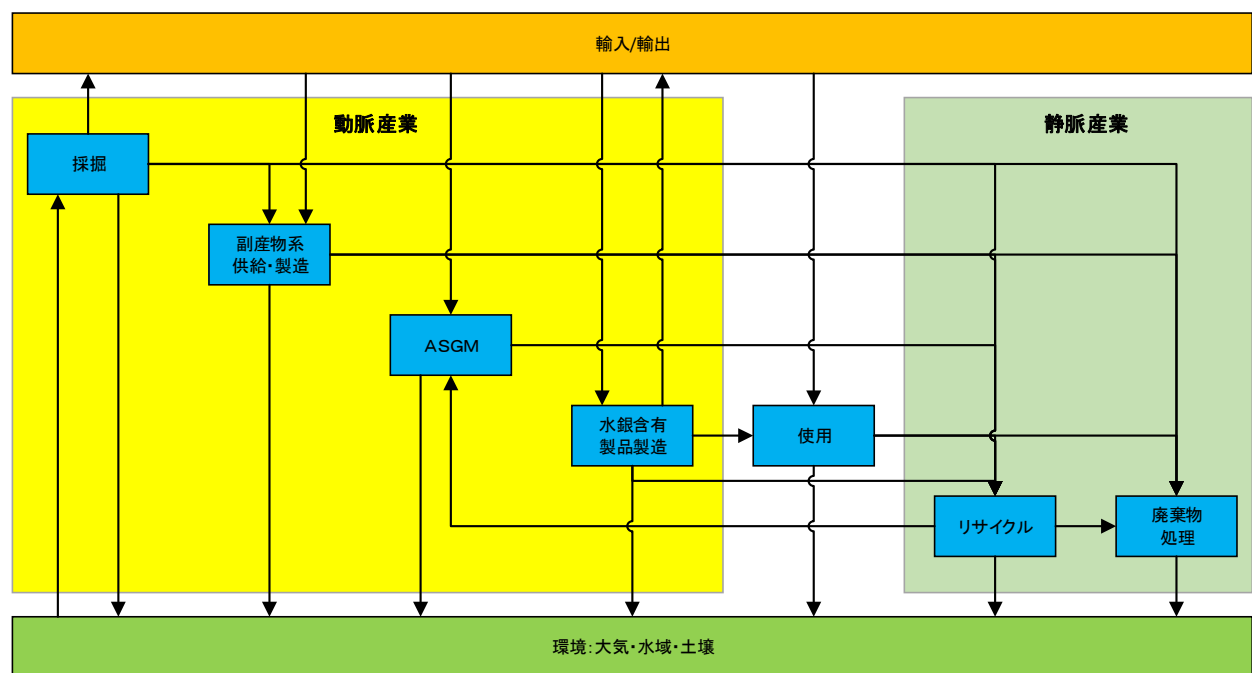 輸入/輸出
動脈産業
静脈産業
採掘
副産物系
供給・製造
ASGM
水銀含有
製品製造
使用
リサイクル
廃棄物
処理
環境:大気・水域・土壌